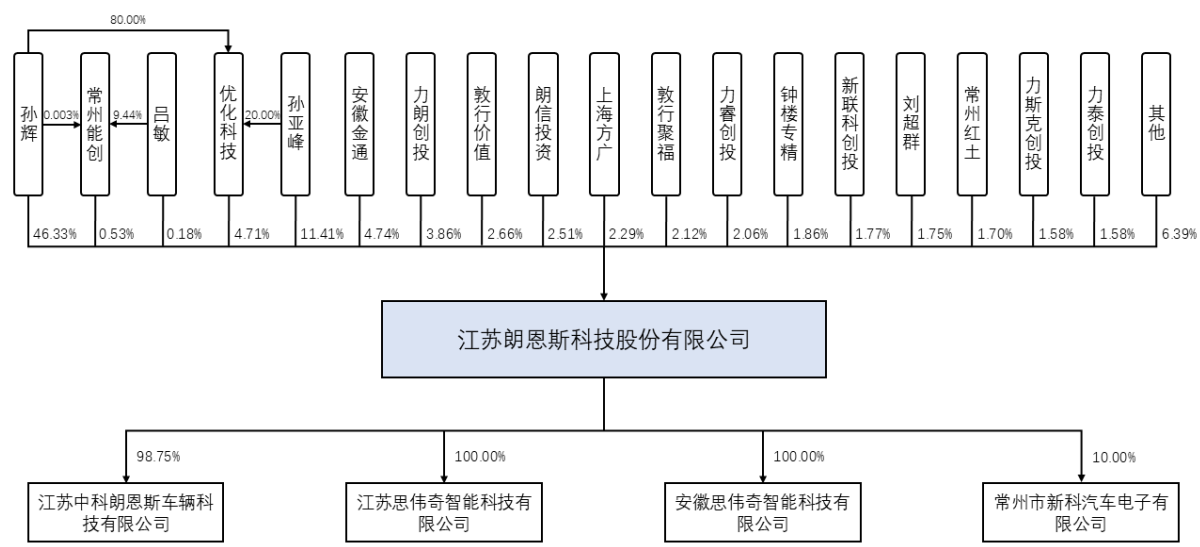 80.00%
孙辉
0.003%
常州能创
9.44%
吕敏
优化科技
20.00%
孙亚峰
安徽金通
力朗创投
敦行价值
朗信投资
上海方广
敦行聚福
力睿创投
钟楼专精
新联科创投
刘超群
常州红土
力斯克创投
力泰创投
其他
46.33%
0.53%
0.18%
4.71%
11.41%
4.74%
3.86%
2.66%
2.51%
2.29%
2.12%
2.06%
1.86%
1.77%
1.75%
1.70%
1.58%
1.58%
6.39%
江苏朗恩斯科技股份有限公司
98.75%
100.00%
100.00%
10.00%
江苏中科朗恩斯车辆科
技有限公司
江苏思伟奇智能科技有
限公司
安徽思伟奇智能科技有
限公司
常州市新科汽车电子有
限公司